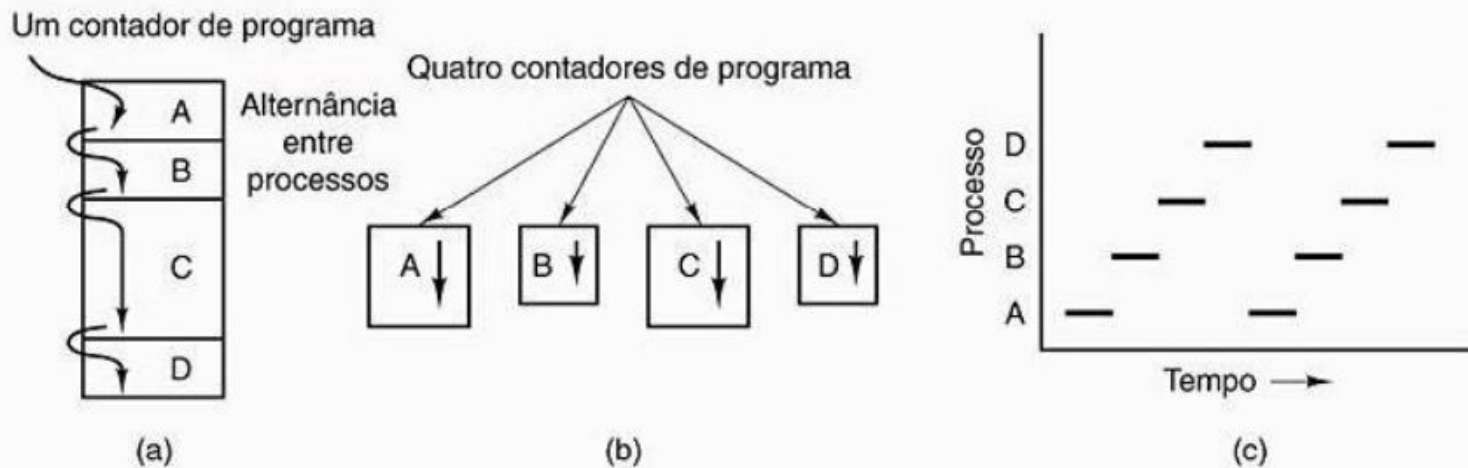 Um contador de programa
A
B
C
D
Alternância
entre
processos
(a)
Quatro contadores de programa
A
B
C
D
(b)
Processo
D
C
B
A
Tempo
(c)